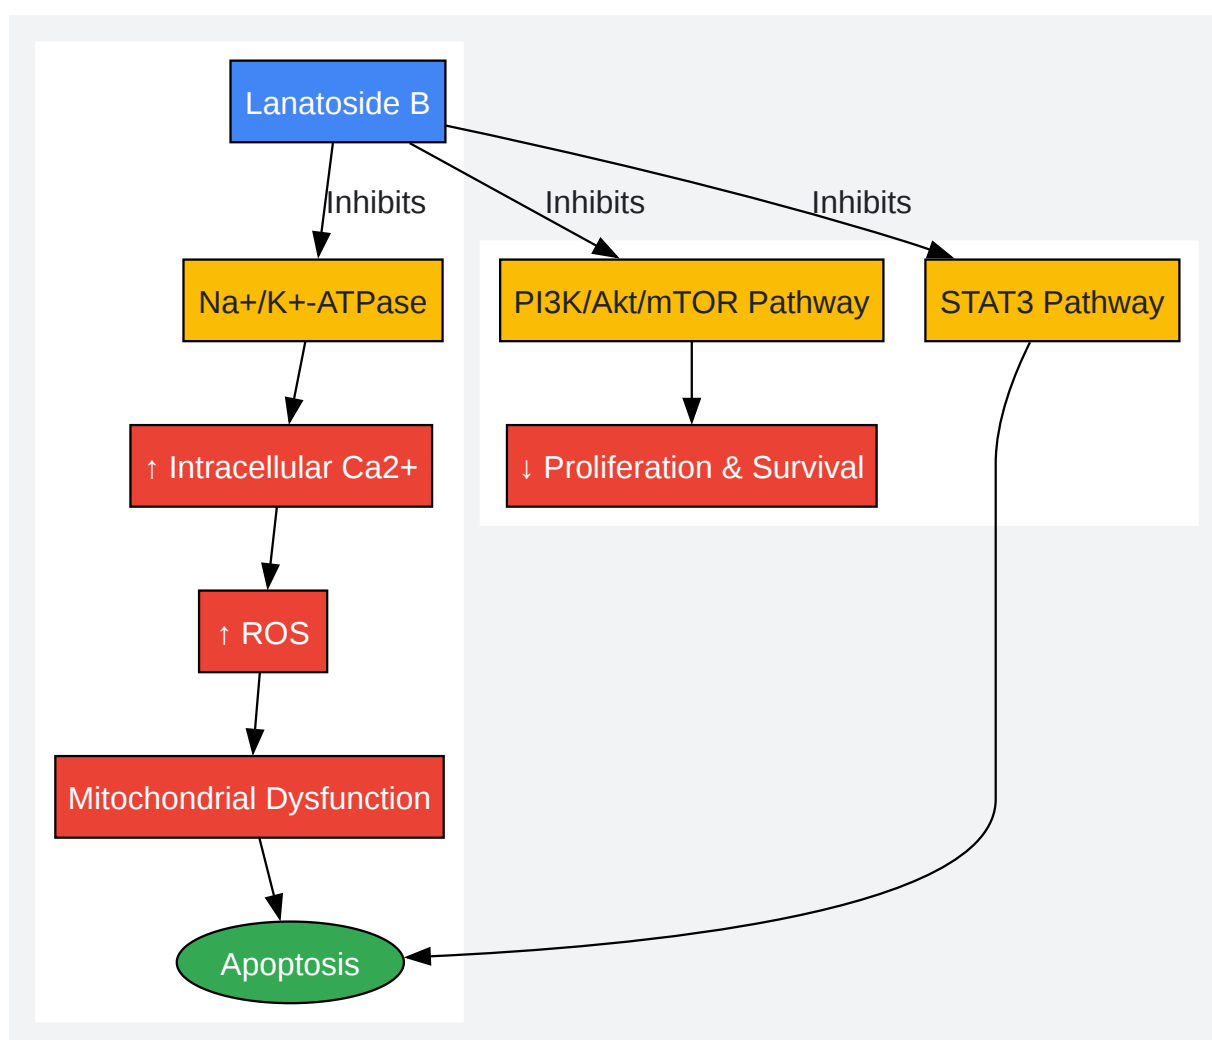 Lanatoside B
Inhibits
Inhibits
Inhibits
Na+/K+-ATPase
PI3K/Akt/mTOR Pathway
STAT3 Pathway
↑ Intracellular Ca2+
↓ Proliferation & Survival
↑ ROS
Mitochondrial Dysfunction
Apoptosis